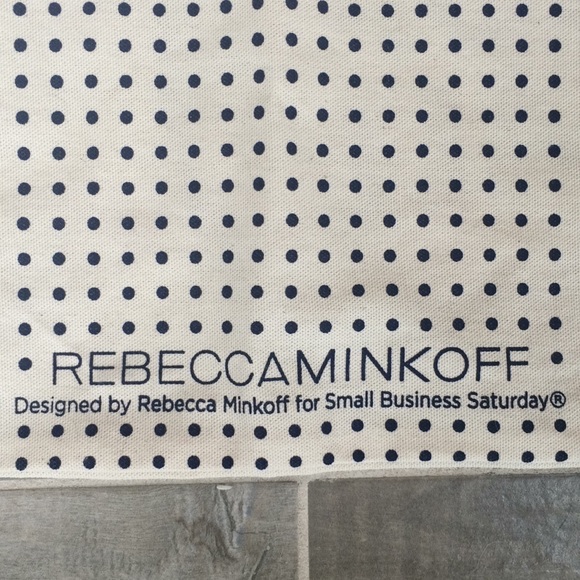 REBECCAMINKOFF
Designed by Rebecca Minkoff for Small Business Saturday®